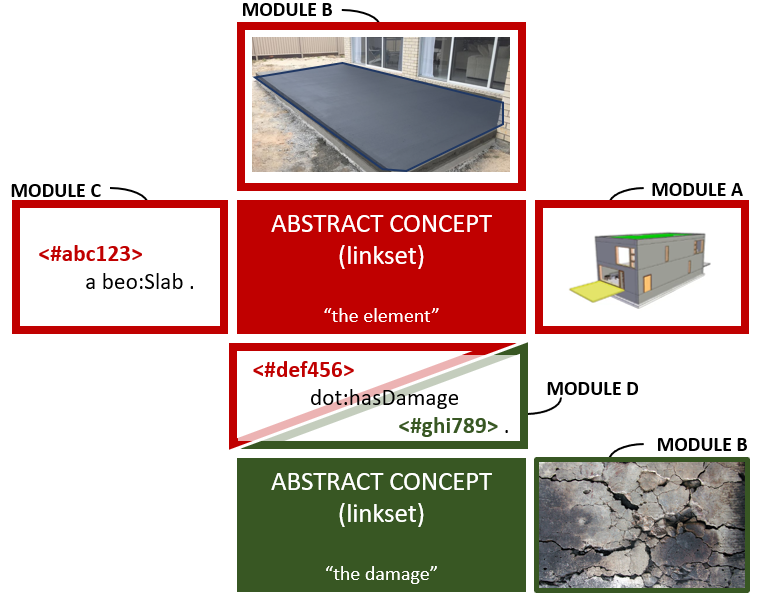 MODULE B
MODULE C
MODULE A
<#abc123>
a beo:Slab .
ABSTRACT CONCEPT
(linkset)
“the element”
<#def456>
dot:hasDamage
<#ghi789> .
MODULE D
MODULE B
ABSTRACT CONCEPT
(linkset)
“the damage”